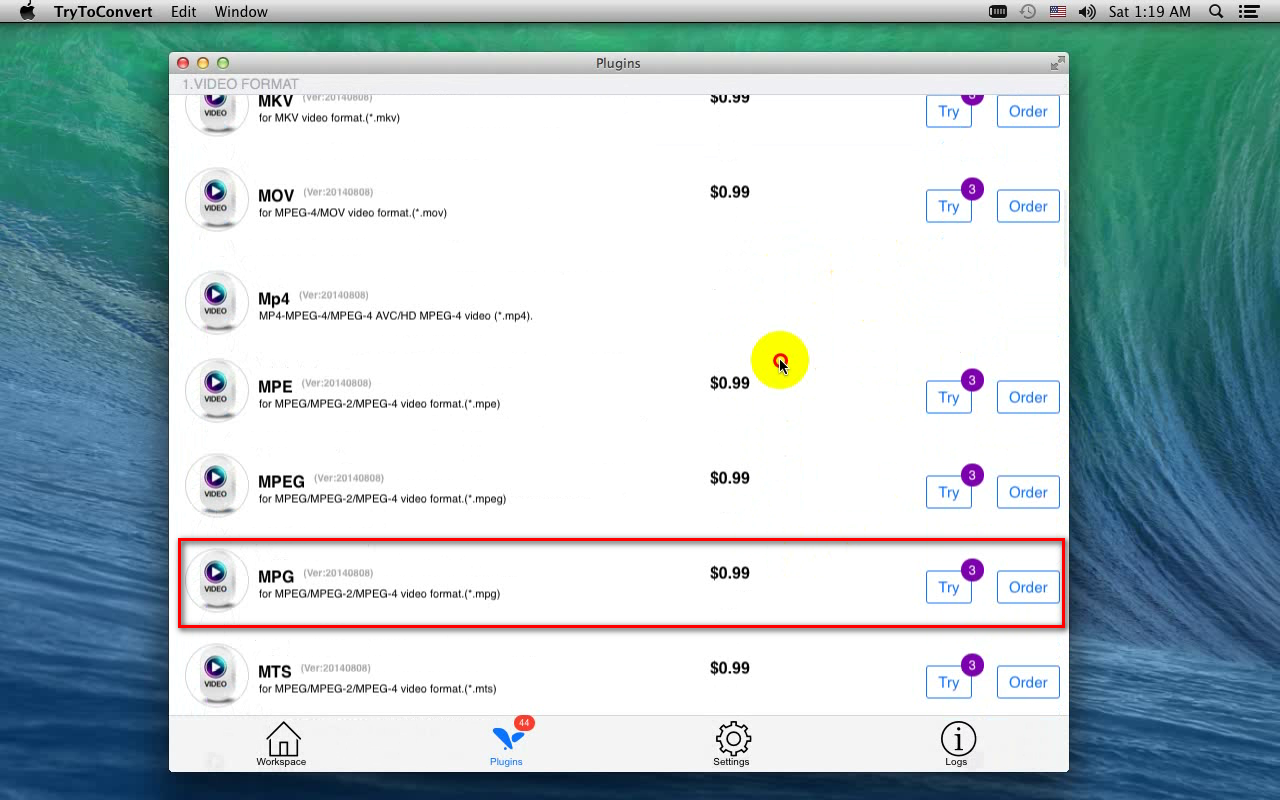 TryToConvert Edit Window Sat 1:19 AM
Plugins
1.VIDEO FORMAT
VIDEO MKV (Ver:20140808) $0.99 3
for MKV video format.(*.mkv) Try Order
VIDEO MOV (Ver:20140808) $0.99 3
for MPEG-4/MOV video format.(*.mov) Try Order
VIDEO Mp4 (Ver:20140808)
MP4-MPEG-4/MPEG-4 AVC/HD MPEG-4 video (*.mp4).
VIDEO MPE (Ver:20140808) $0.99 3
for MPEG/MPEG-2/MPEG-4 video format.(*.mpe) Try Order
VIDEO MPEG (Ver:20140808) $0.99 3
for MPEG/MPEG-2/MPEG-4 video format.(*.mpeg) Try Order
VIDEO MPG (Ver:20140808) $0.99 3
for MPEG/MPEG-2/MPEG-4 video format.(*.mpg) Try Order
VIDEO MTS (Ver:20140808) $0.99 3
for MPEG/MPEG-2/MPEG-4 video format.(*.mts) Try Order
44
Workspace Plugins Settings Logs